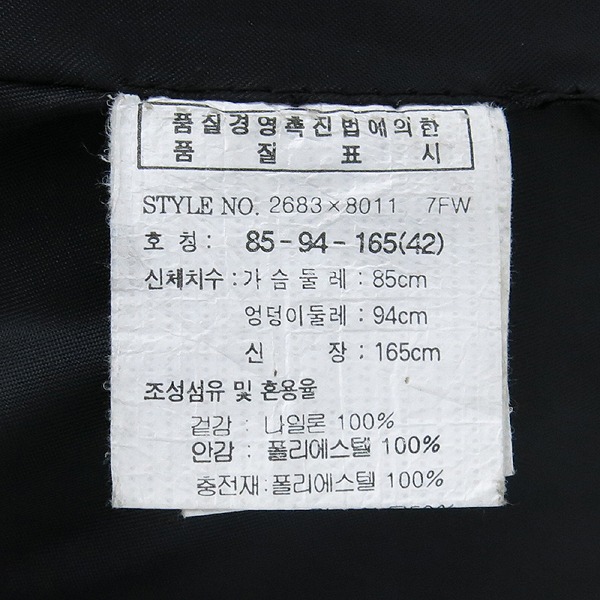 품질경영촉진법에의한
품 질 표 시
STYLE NO. 2683×8011 7FW
호 칭 : 85-94-165(42)
신체치수 : 가 슴 둘 레 : 85cm
엉덩이둘레 : 94cm
신 장 : 165cm
조성섬유 및 혼용율
겉감 : 나일론 100%
안감 : 폴리에스텔 100%
충전재 : 폴리에스텔 100%